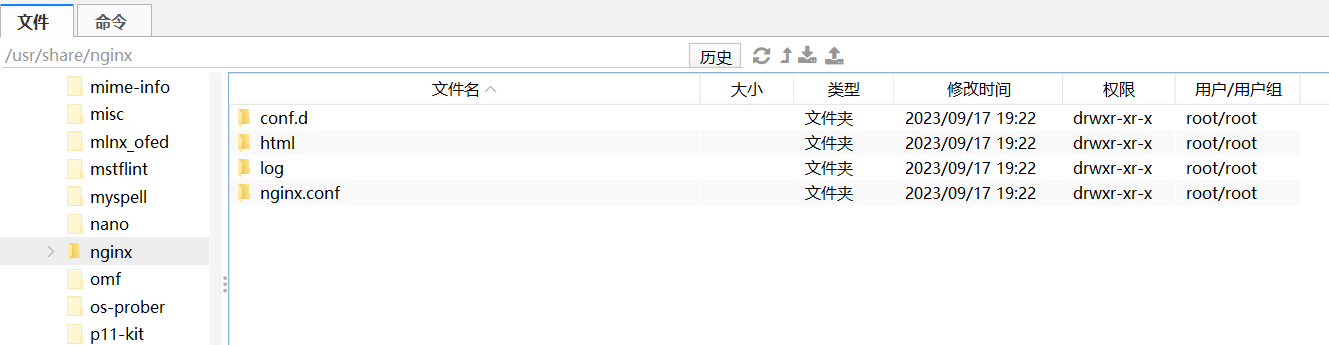 文件 命令
/usr/share/nginx 历史
mime-info
misc
mlnx_ofed
mstflint
myspell
nano
nginx
omf
os-prober
p11-kit
文件名 大小 类型 修改时间 权限 用户/用户组
conf.d 文件夹 2023/09/17 19:22 drwxr-xr-x root/root
html 文件夹 2023/09/17 19:22 drwxr-xr-x root/root
log 文件夹 2023/09/17 19:22 drwxr-xr-x root/root
nginx.conf 文件夹 2023/09/17 19:22 drwxr-xr-x root/root